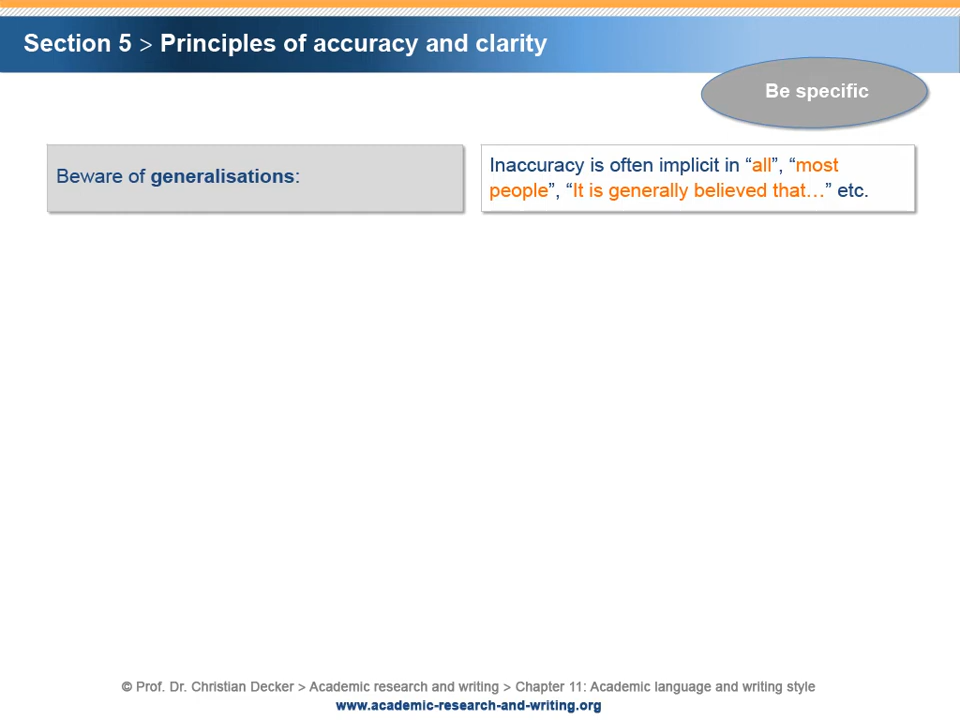 Section 5 > Principles of accuracy and clarity
Be specific
Beware of generalisations:
Inaccuracy is often implicit in “all”, “most
people”, “It is generally believed that…” etc.
© Prof. Dr. Christian Decker > Academic research and writing > Chapter 11: Academic language and writing style
www.academic-research-and-writing.org